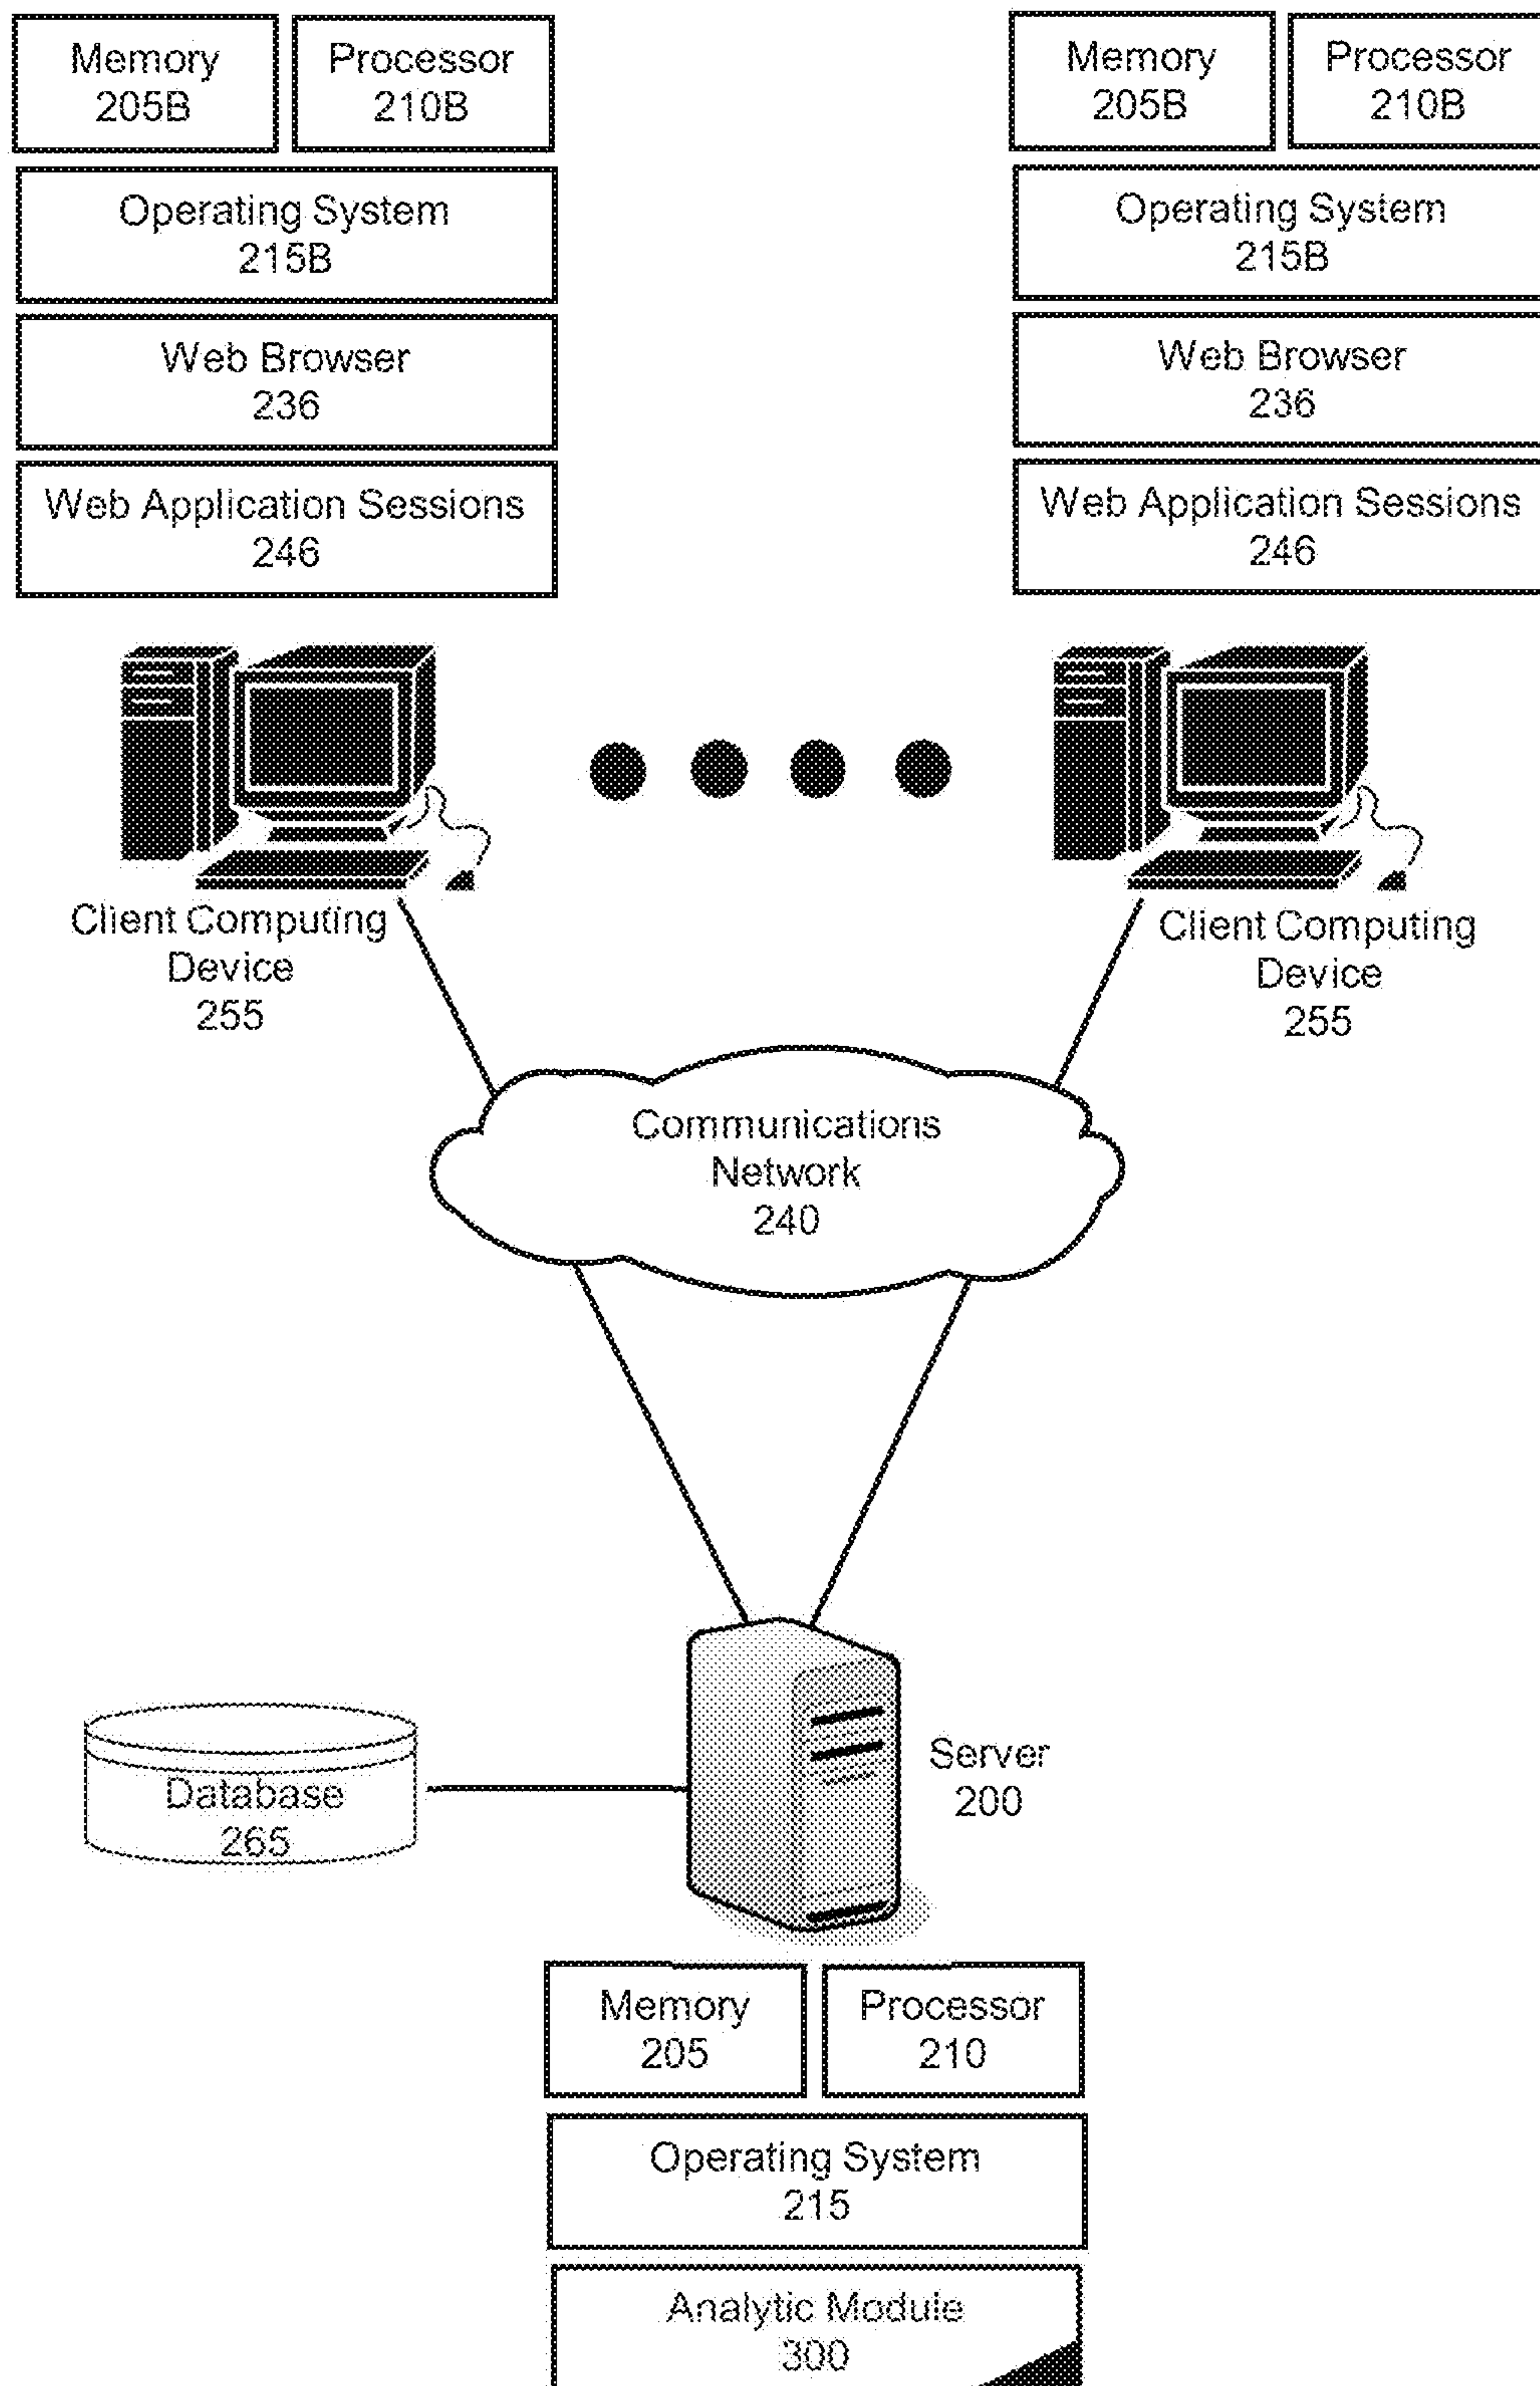 Memory
205B
Processor
210B
Operating System
215B
Web Browser
236
Web Application Sessions
246
Memory
205B
Processor
210B
Operating System
215B
Web Browser
236
Web Application Sessions
246
Client Computing
Device
255
Client Computing
Device
255
Communications
Network
240
Server
200
Database
265
Memory
205
Processor
210
Operating System
215
Analytic Module
300